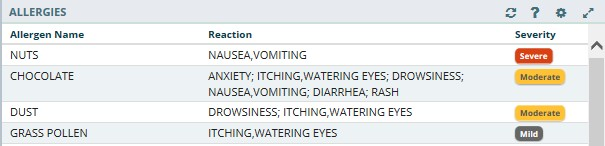 ALLERGIES ?
Allergen Name Reaction Severity
NUTS NAUSEA,VOMITING Severe
CHOCOLATE ANXIETY; ITCHING,WATERING EYES; DROWSINESS; Moderate
NAUSEA,VOMITING; DIARRHEA; RASH
DUST DROWSINESS; ITCHING,WATERING EYES Moderate
GRASS POLLEN ITCHING,WATERING EYES Mild